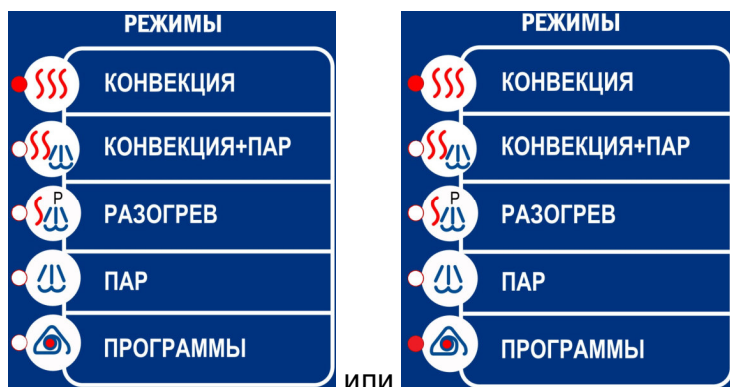 РЕЖИМЫ
КОНВЕКЦИЯ
КОНВЕКЦИЯ+ПАР
P
РАЗОГРЕВ
ПАР
ПРОГРАММЫ
или
РЕЖИМЫ
КОНВЕКЦИЯ
КОНВЕКЦИЯ+ПАР
P
РАЗОГРЕВ
ПАР
ПРОГРАММЫ